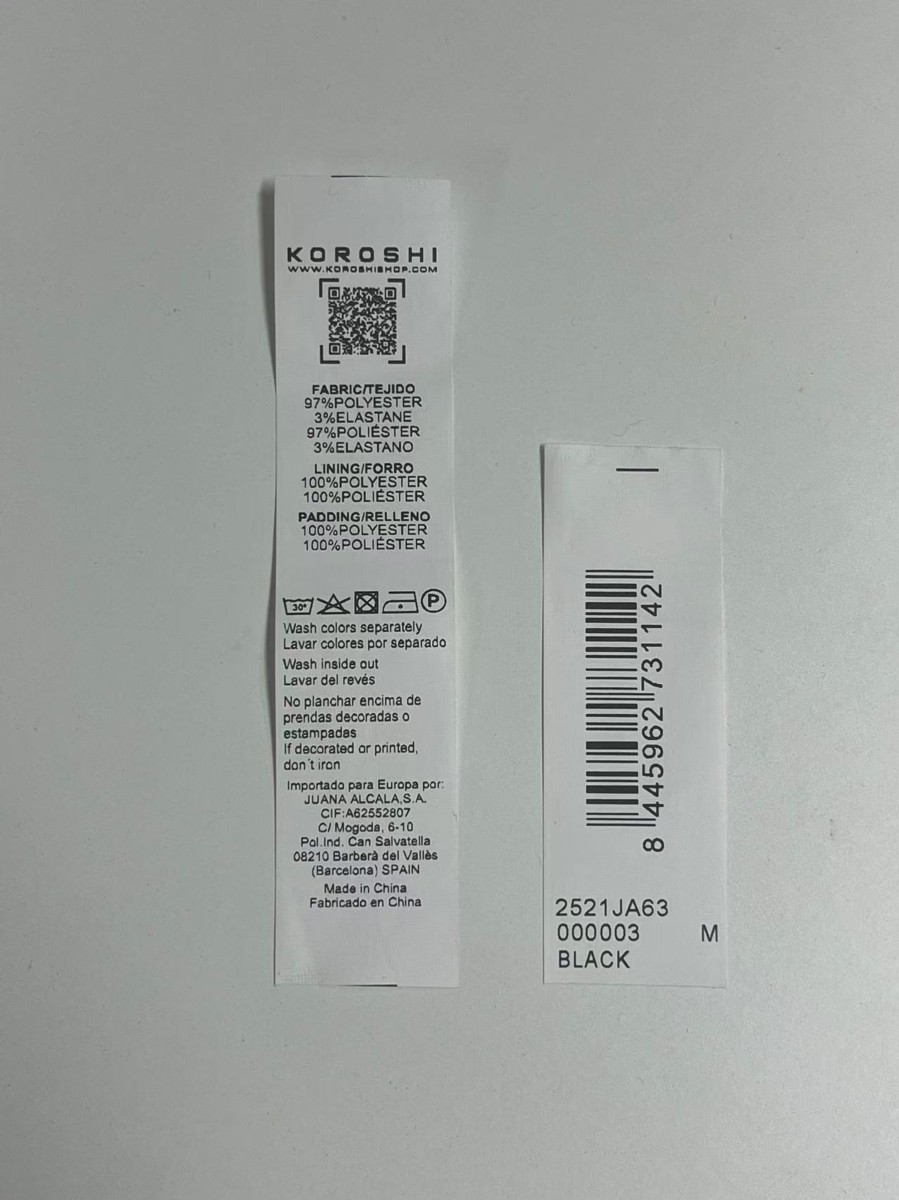 KOROSHI
WWW.KOROSHISHOP.COM
FABRIC/TEJIDO
97%POLYESTER
3%ELASTANE
97%POLIÉSTER
3%ELASTANO
LINING/FORRO
100%POLYESTER
100%POLIÉSTER
PADDING/RELLENO
100%POLYESTER
100%POLIÉSTER
30° P
Wash colors separately
Lavar colores por separado
Wash inside out
Lavar del revés
No planchar encima de
prendas decoradas o
estampadas
If decorated or printed,
don´t iron
Importado para Europa por:
JUANA ALCALA,S.A.
CIF:A62552807
C/ Mogoda, 6-10
Pol.Ind. Can Salvatella
08210 Barberà del Vallès
(Barcelona) SPAIN
Made in China
Fabricado en China
8 445962 731142
2521JA63
000003 M
BLACK